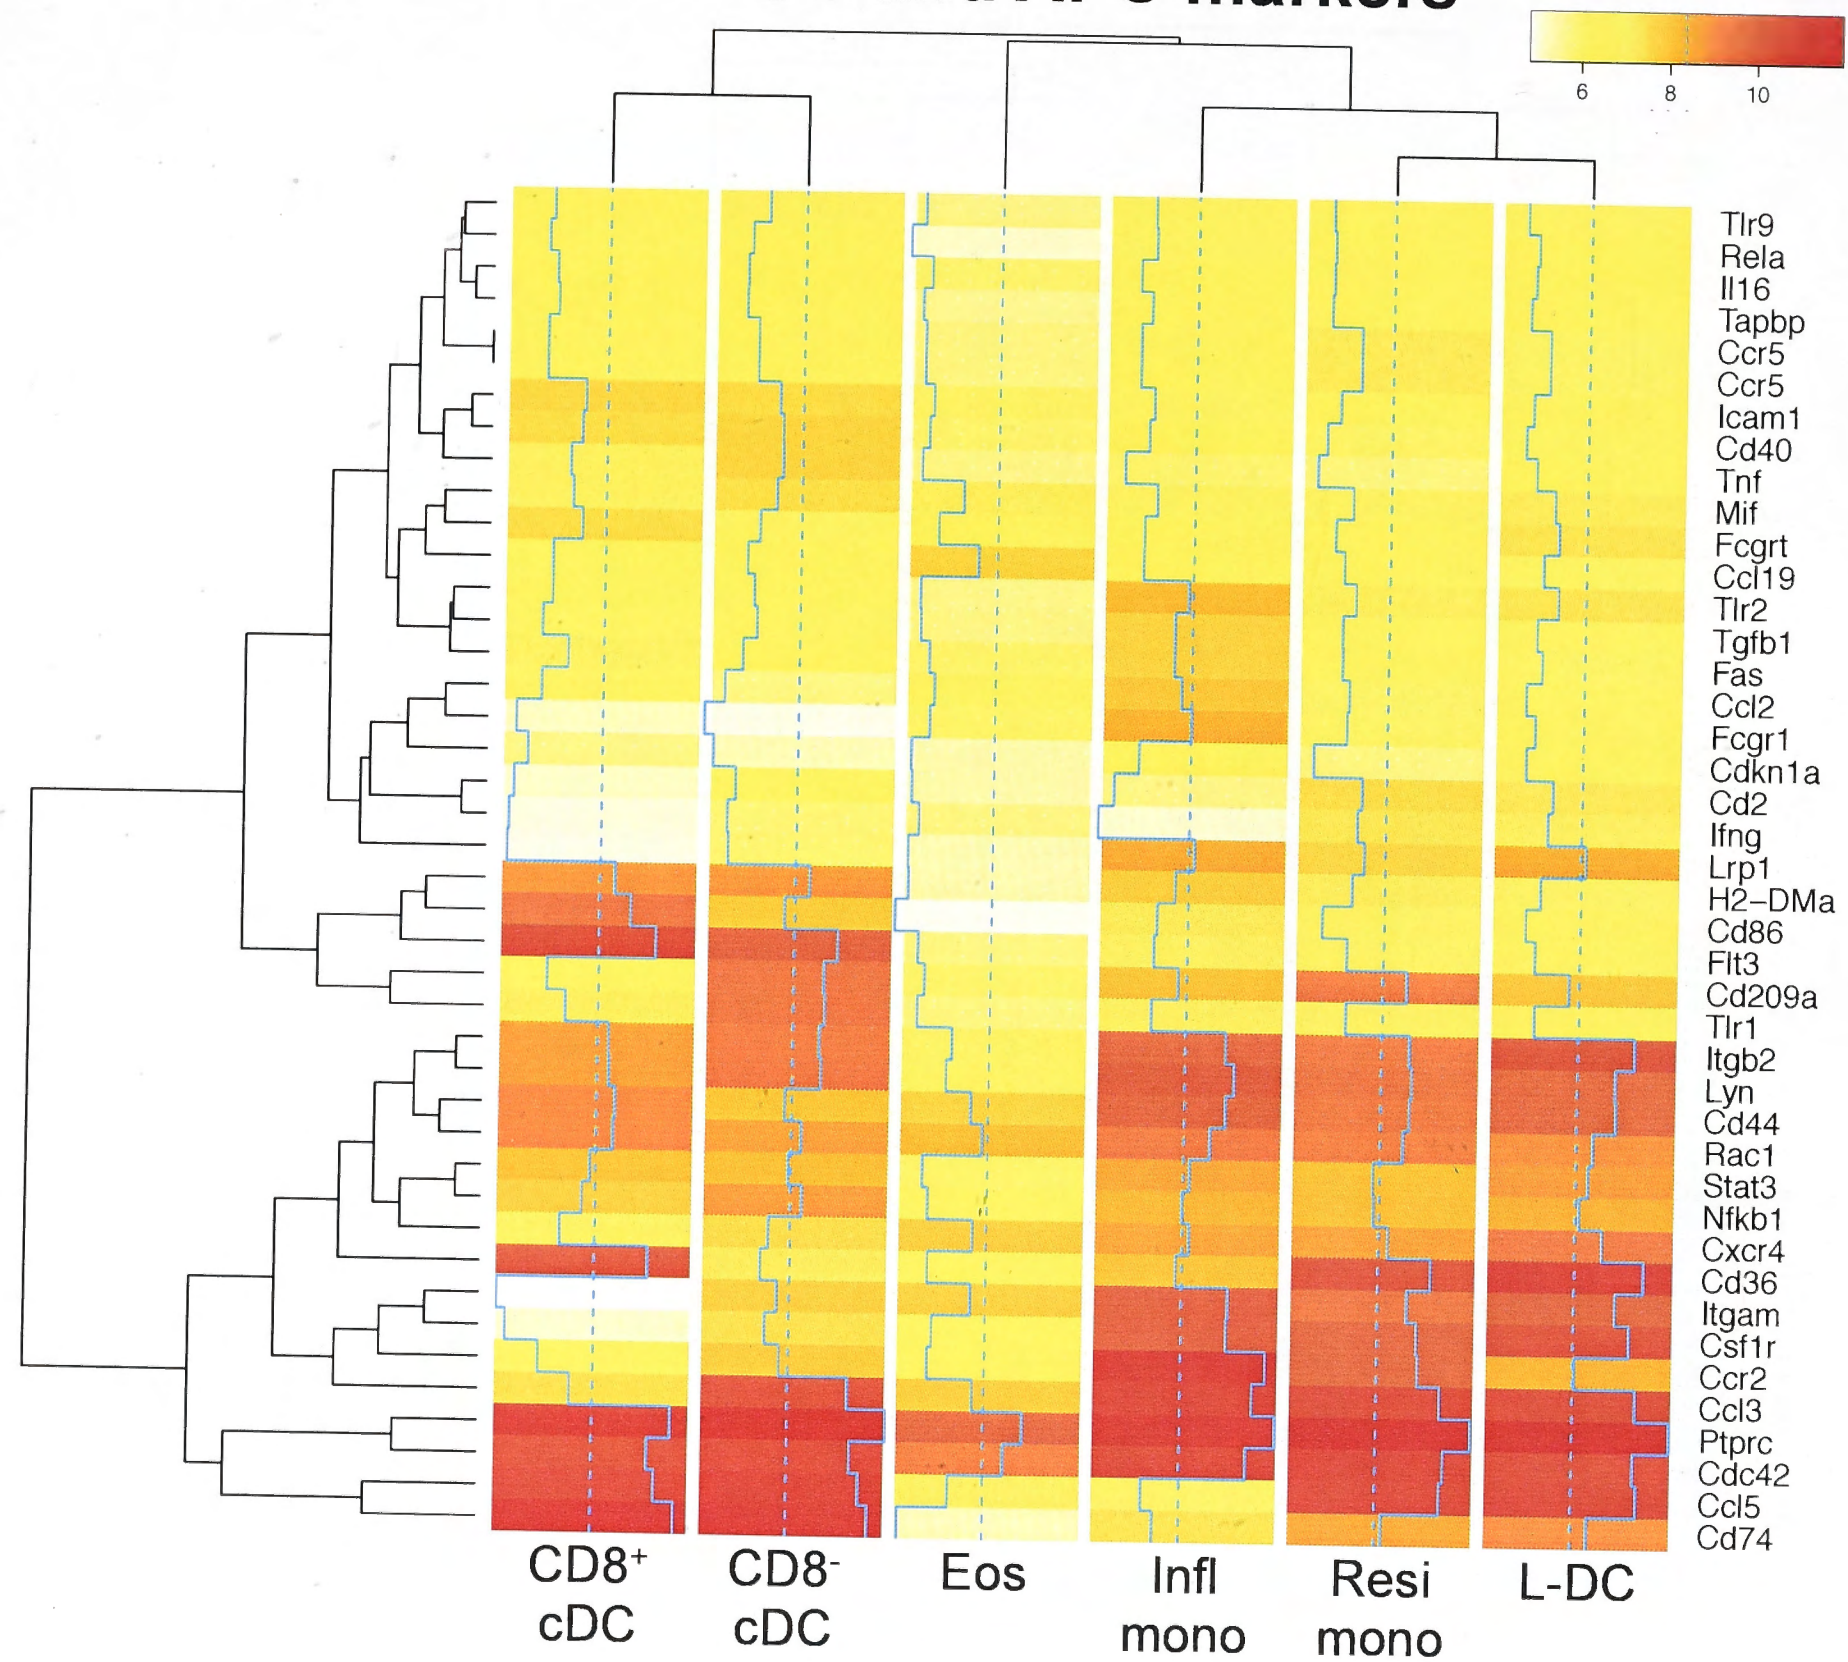 markers
6 8 10
Tlr9
Rela
Il16
Tapbp
Ccr5
Ccr5
Icam1
Cd40
Tnf
Mif
Fcgrt
Ccl19
Tlr2
Tgfb1
Fas
Ccl2
Fcgr1
Cdkn1a
Cd2
Ifng
Lrp1
H2–DMa
Cd86
Flt3
Cd209a
Tlr1
Itgb2
Lyn
Cd44
Rac1
Stat3
Nfkb1
Cxcr4
Cd36
Itgam
Csf1r
Ccr2
Ccl3
Ptprc
Cdc42
Ccl5
Cd74
CD8+ CD8- Eos Infl Resi L-DC
cDC cDC mono mono